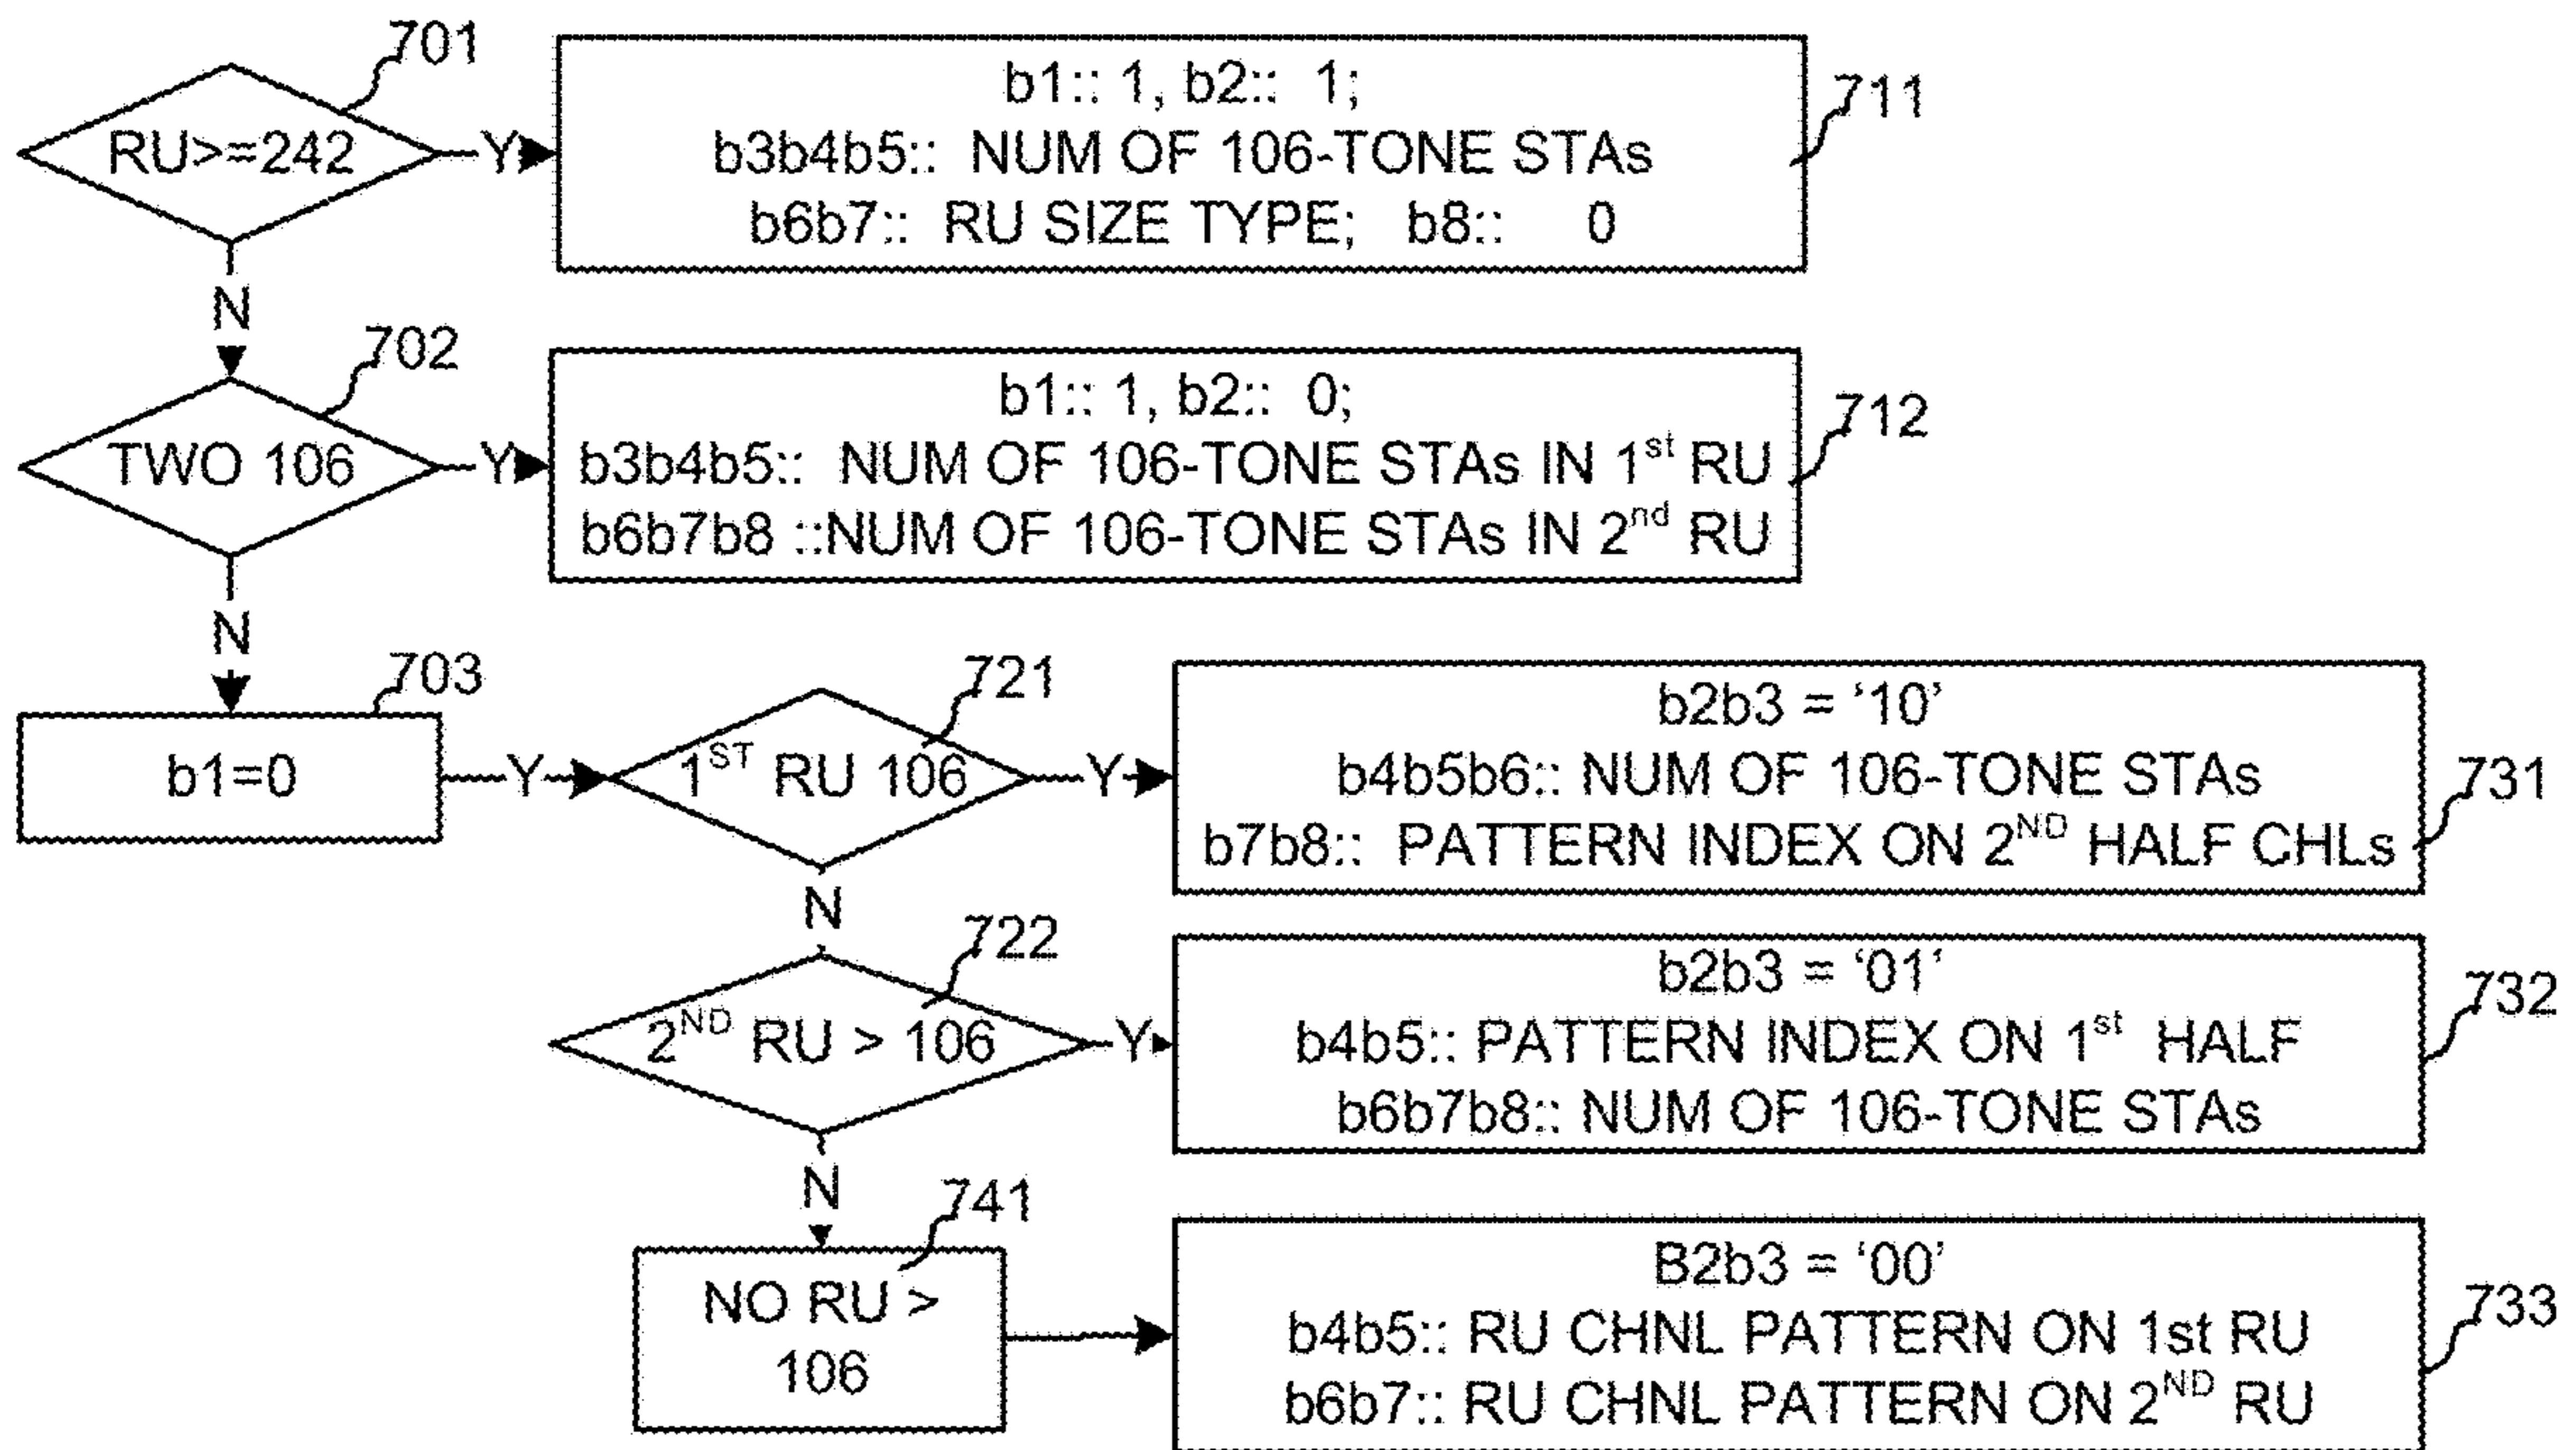 701
RU>=242
Y
b1:: 1, b2:: 1;
b3b4b5:: NUM OF 106-TONE STAs
b6b7:: RU SIZE TYPE; b8:: 0
711
N
702
TWO 106
Y
b1:: 1, b2:: 0;
b3b4b5:: NUM OF 106-TONE STAs IN 1st RU
b6b7b8 ::NUM OF 106-TONE STAs IN 2nd RU
712
N
703
b1=0
Y
721
1ST RU 106
Y
b2b3 = ‘10’
b4b5b6:: NUM OF 106-TONE STAs
b7b8:: PATTERN INDEX ON 2ND HALF CHLs
731
N
722
2ND RU > 106
Y
b2b3 = ‘01‘
b4b5:: PATTERN INDEX ON 1st HALF
b6b7b8:: NUM OF 106-TONE STAs
732
N
741
NO RU >
106
B2b3 = ‘00’
b4b5:: RU CHNL PATTERN ON 1st RU
b6b7:: RU CHNL PATTERN ON 2ND RU
733